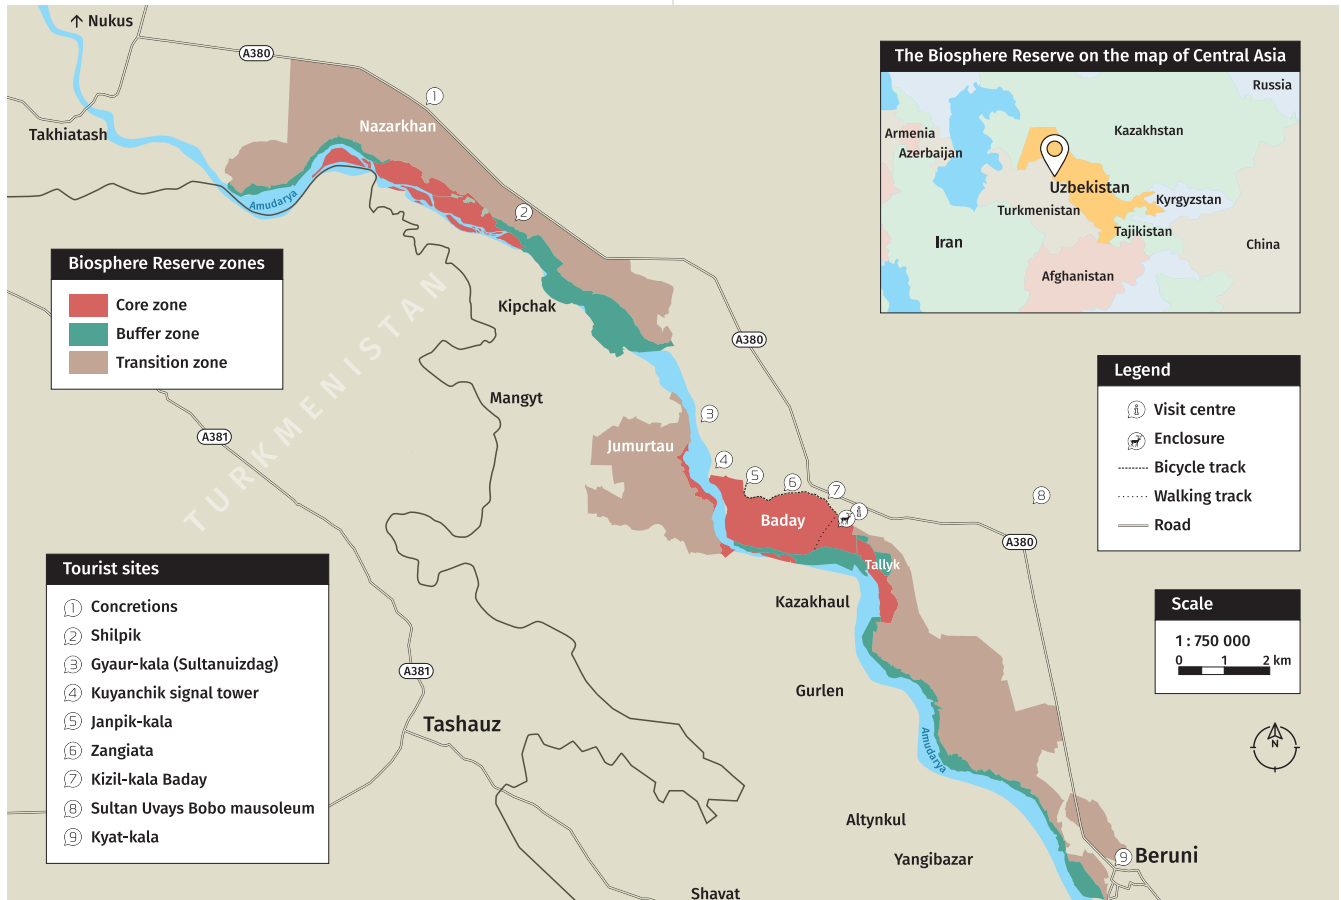 Nukus
A380
The Biosphere Reserve on the map of Central Asia
Russia
Armenia
Kazakhstan
Azerbaijan
Uzbekistan
Kyrgyzstan
Turkmenistan
Tajikistan
Iran
China
Afghanistan
1
Takhiatash
Nazarkhan
Amudarya
2
Biosphere Reserve zones
Core zone
Buffer zone
Transition zone
Kipchak
TURKMENISTAN
A380
Mangyt
Legend
i Visit centre
Enclosure
Bicycle track
Walking track
Road
A381
3
Jumurtau
4
5
6
7
8
i
Baday
A380
Tallyk
Tourist sites
1 Concretions
2 Shilpik
3 Gyaur-kala (Sultanuizdag)
4 Kuyanchik signal tower
5 Janpik-kala
6 Zangiata
7 Kizil-kala Baday
8 Sultan Uvays Bobo mausoleum
9 Kyat-kala
Kazakhaul
Scale
1 : 750 000
0 1 2 km
A381
Gurlen
Tashauz
Amudarya
N
Altynkul
Yangibazar
9
Beruni
Shavat